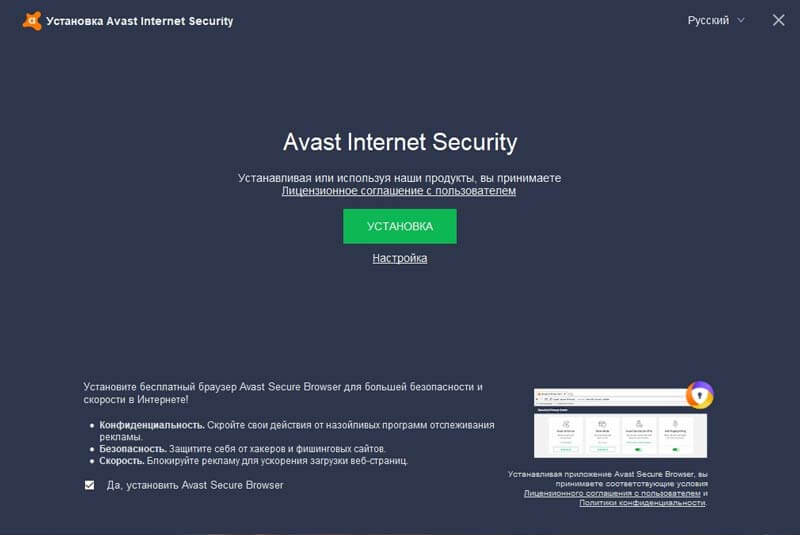 Установка Avast Internet Security
Русский
Avast Internet Security
Устанавливая или используя наши продукты, вы принимаете
Лицензионное соглашение с пользователем
УСТАНОВКА
Настройка
Установите бесплатный браузер Avast Secure Browser для большей безопасности и
скорости в Интернете!
Конфиденциальность. Скройте свои действия от назойливых программ отслеживания
рекламы.
Безопасность. Защитите себя от хакеров и фишинговых сайтов.
Скорость. Блокируйте рекламу для ускорения загрузки веб-страниц.
Да, установить Avast Secure Browser
Устанавливая приложение Avast Secure Browser, вы
принимаете соответствующие условия
Лицензионного соглашения с пользователем и
Политики конфиденциальности.